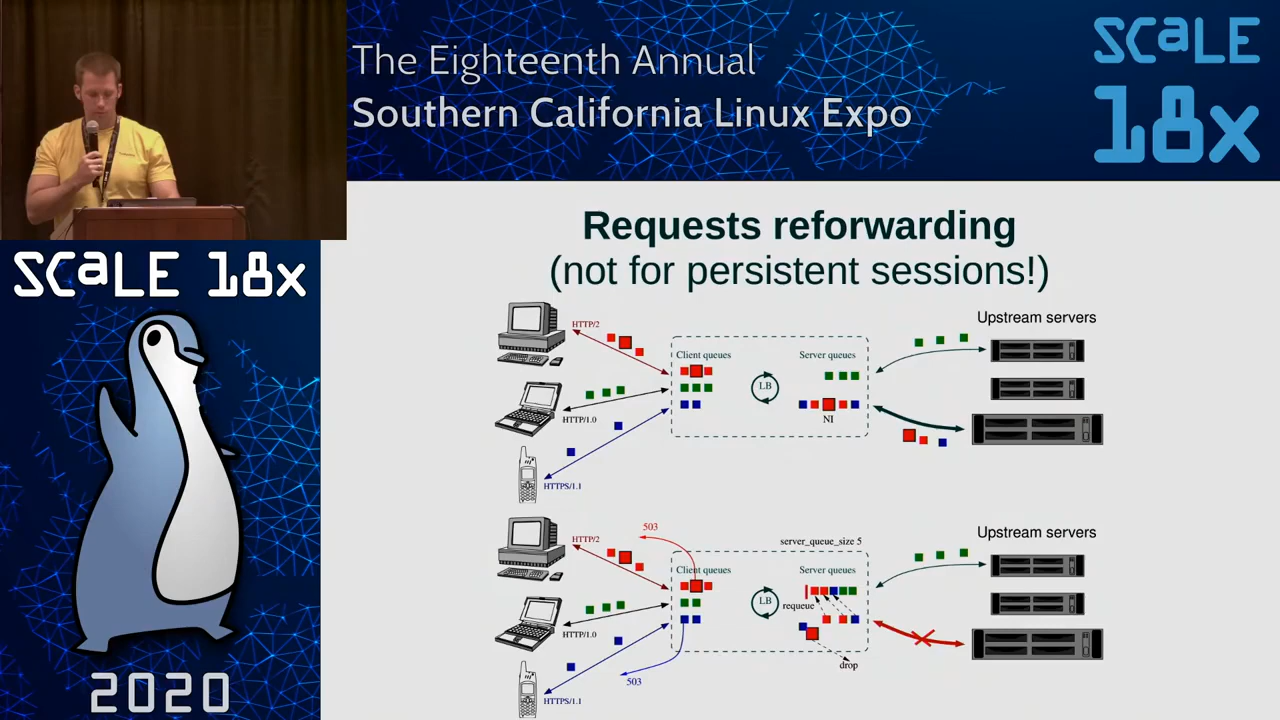 The Eighteenth Annual
Southern California Linux Expo
SCaLE
18x
SCaLE 18x
2020
Requests reforwarding
(not for persistent sessions!)
Upstream servers
HTTP/2
Client queues
Server queues
LB
HTTP/1.0
NI
HTTPS/1.1
503
server_queue_size 5
Upstream servers
HTTP/2
Client queues
Server queues
LB
requeue
HTTP/1.0
drop
503
HTTPS/1.1